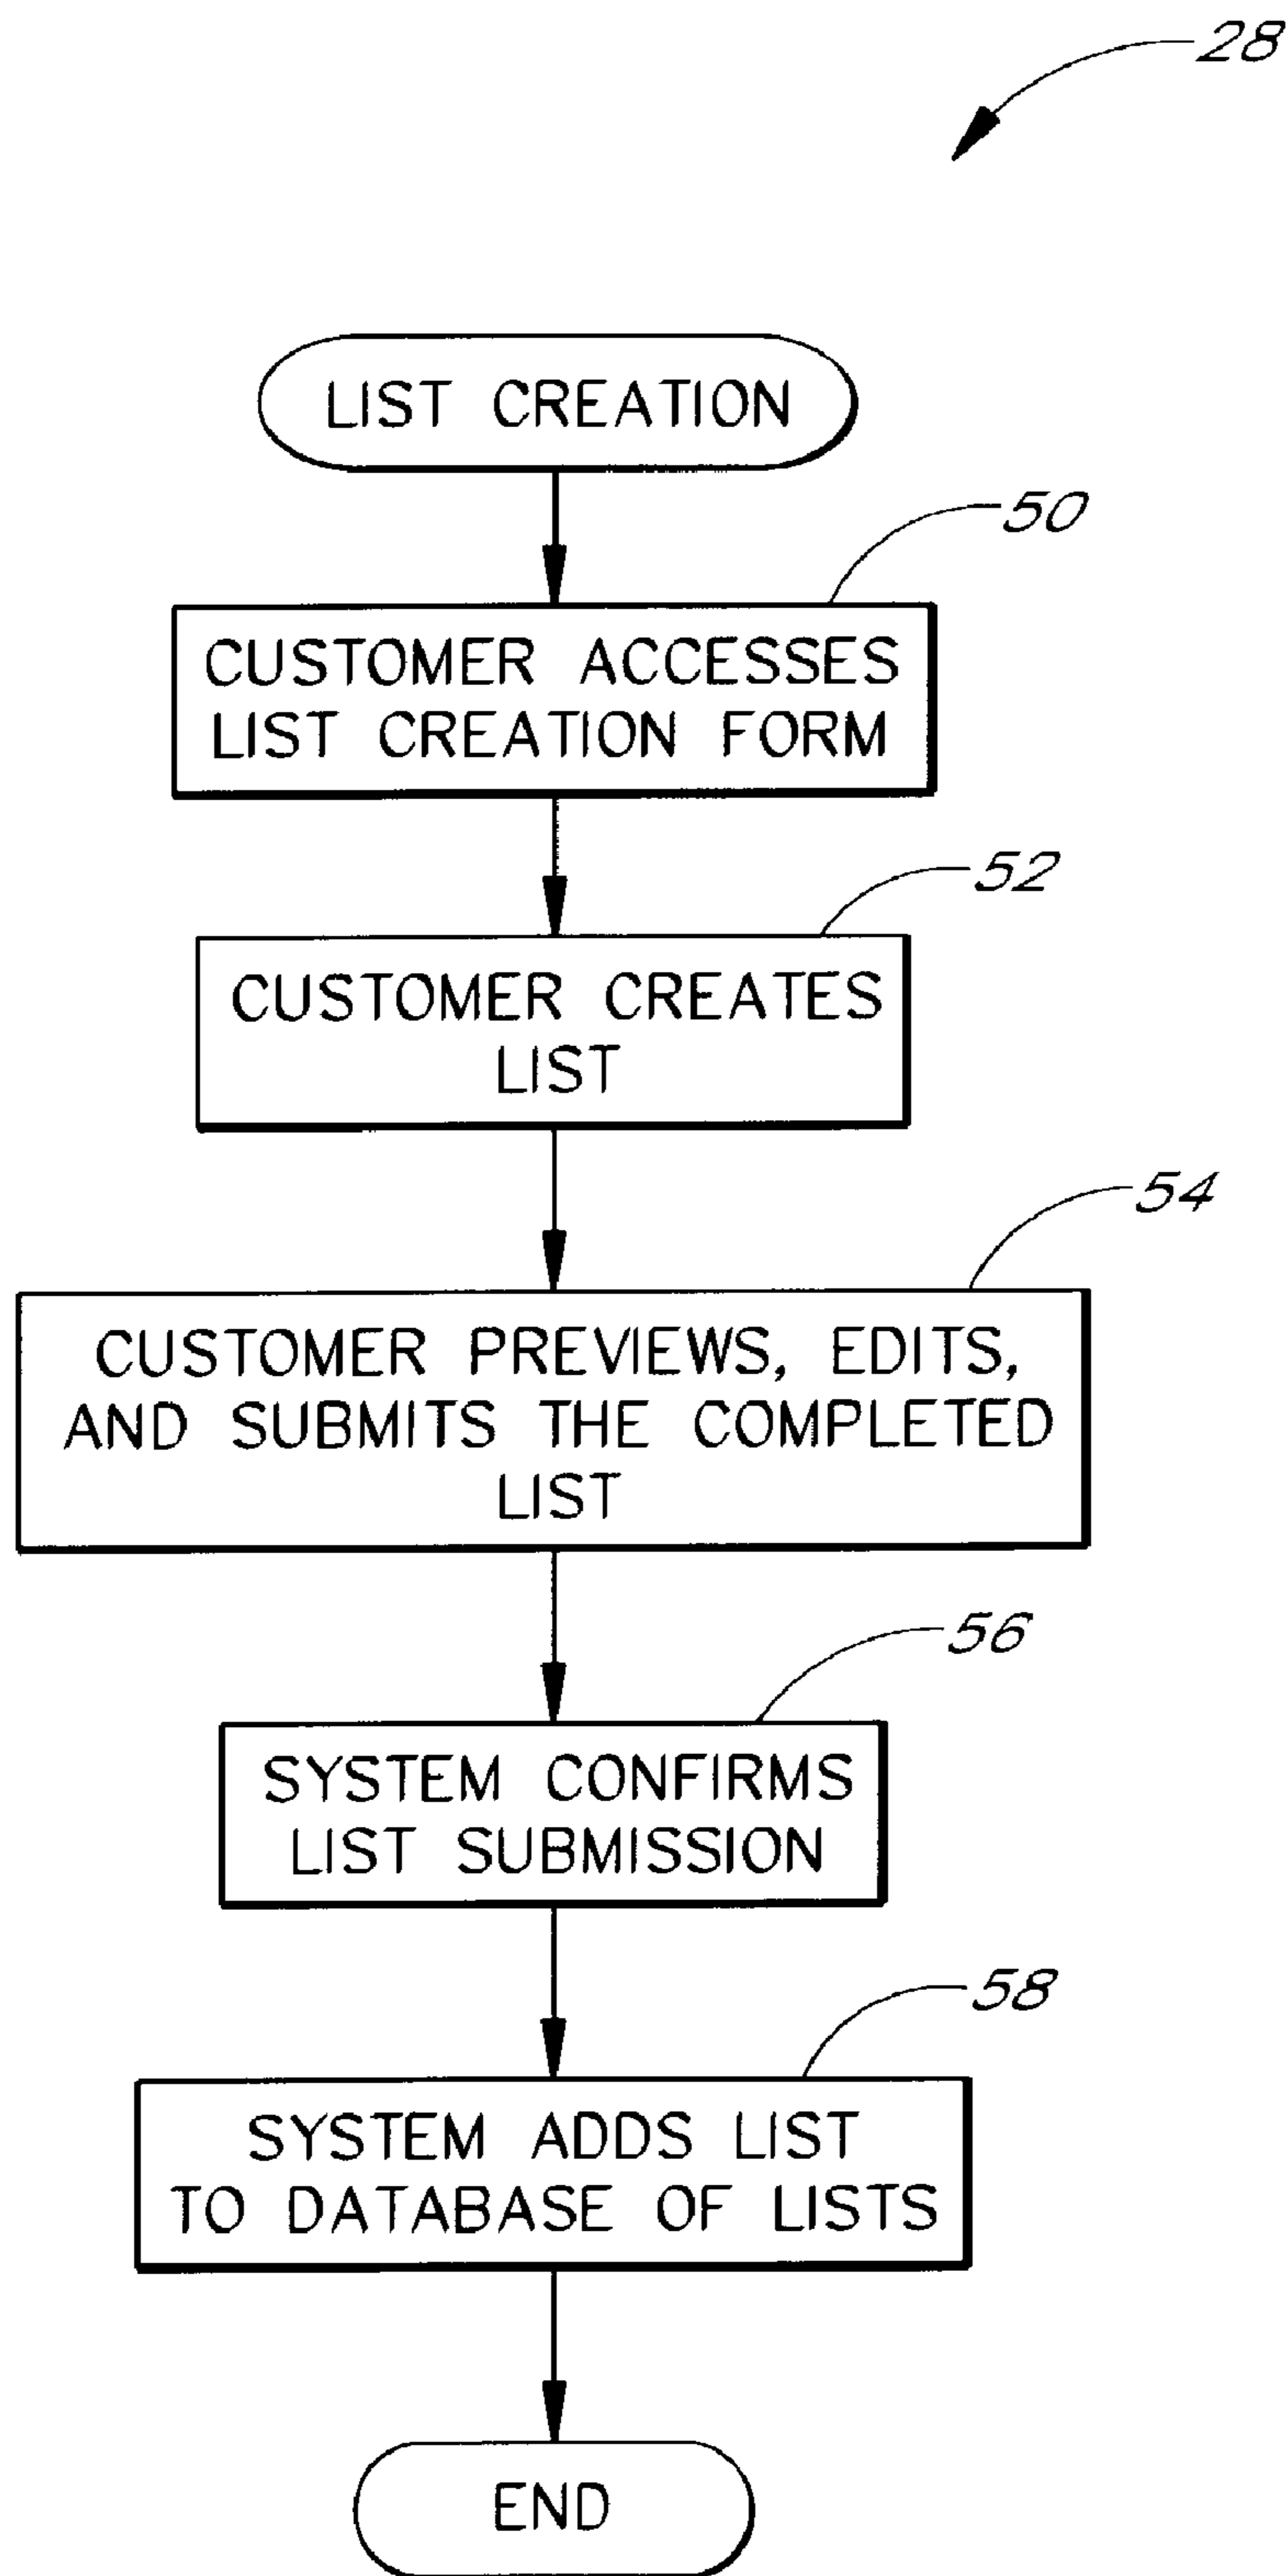 28
LIST CREATION
50
CUSTOMER ACCESSES
LIST CREATION FORM
52
CUSTOMER CREATES
LIST
54
CUSTOMER PREVIEWS, EDITS,
AND SUBMITS THE COMPLETED
LIST
56
SYSTEM CONFIRMS
LIST SUBMISSION
58
SYSTEM ADDS LIST
TO DATABASE OF LISTS
END